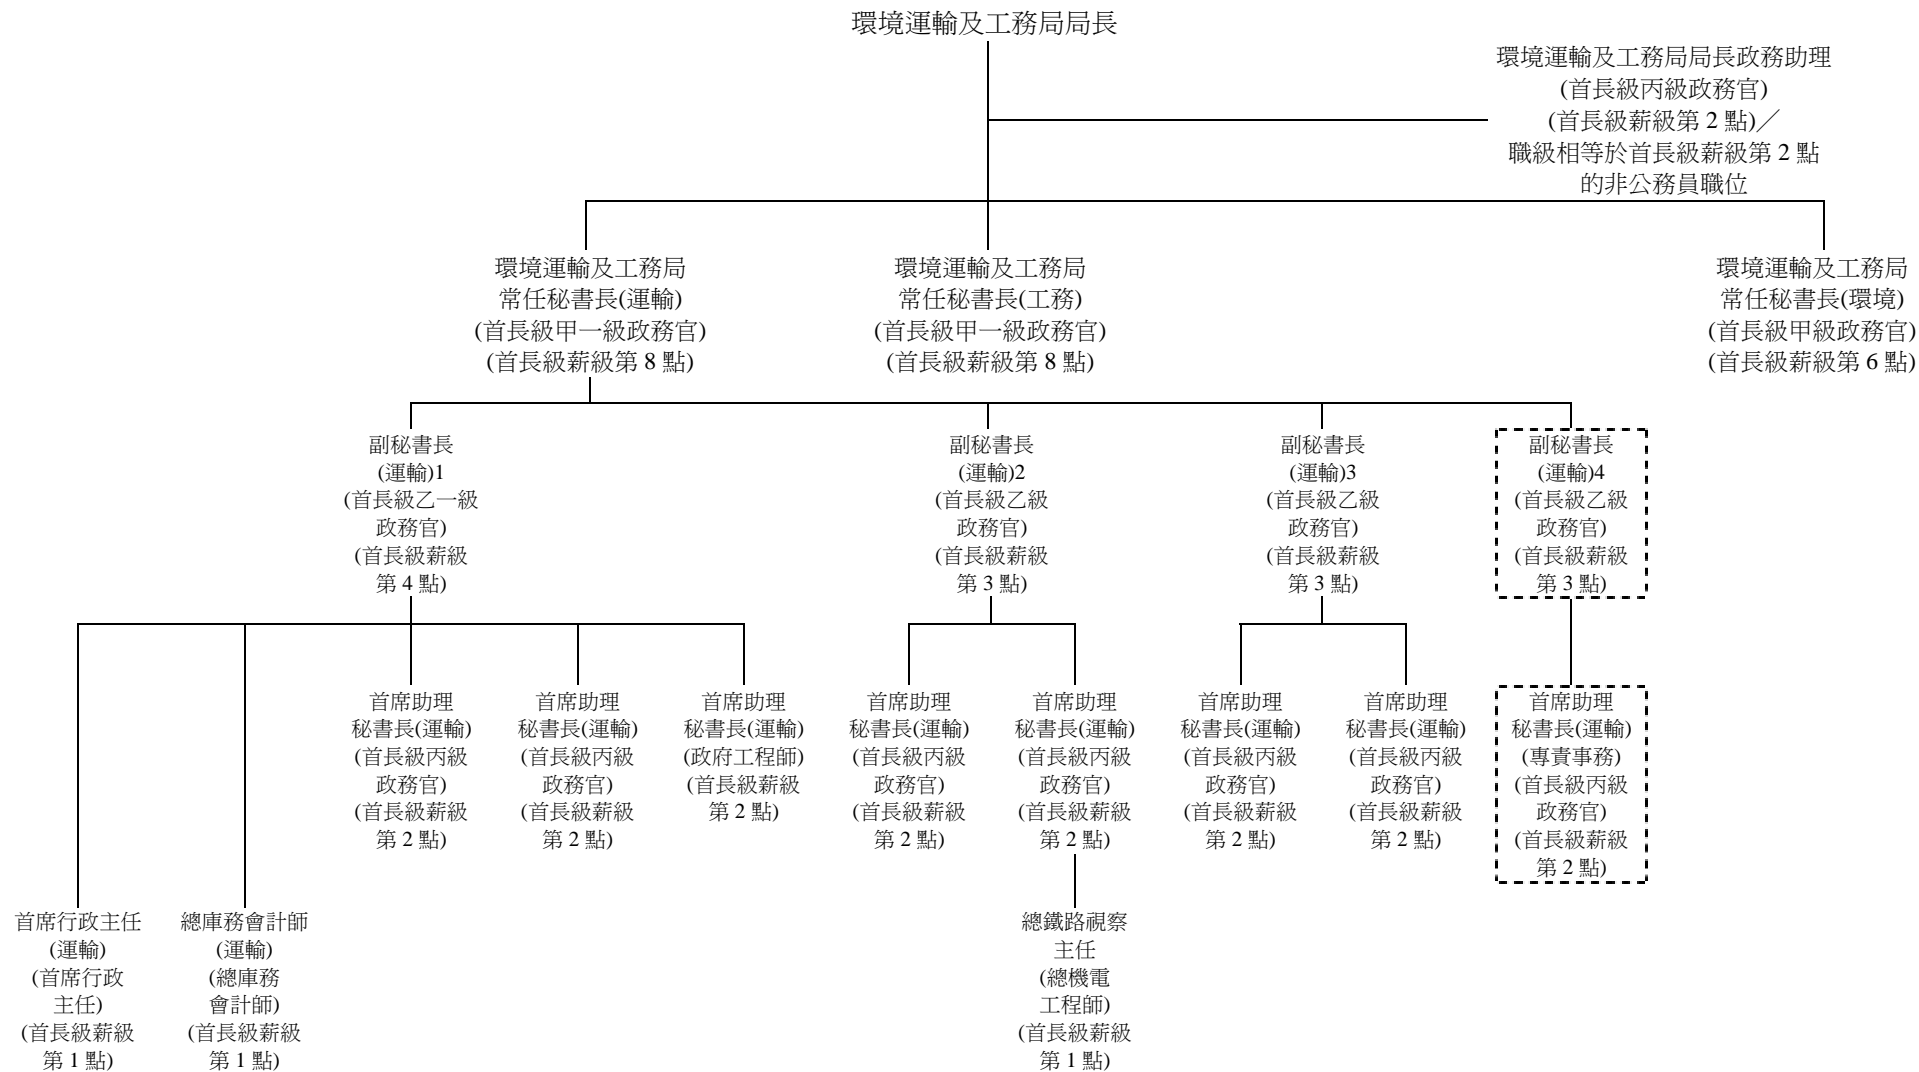 環境運輸及工務局局長
環境運輸及工務局局長政務助理
(首長級丙級政務官)
(首長級薪級第 2 點)／
職級相等於首長級薪級第 2 點
的非公務員職位
環境運輸及工務局
常任秘書長(運輸)
(首長級甲一級政務官)
(首長級薪級第 8 點)
環境運輸及工務局
常任秘書長(工務)
(首長級甲一級政務官)
(首長級薪級第 8 點)
環境運輸及工務局
常任秘書長(環境)
(首長級甲級政務官)
(首長級薪級第 6 點)
副秘書長
(運輸)1
(首長級乙一級
政務官)
(首長級薪級
第 4 點)
副秘書長
(運輸)2
(首長級乙級
政務官)
(首長級薪級
第 3 點)
副秘書長
(運輸)3
(首長級乙級
政務官)
(首長級薪級
第 3 點)
副秘書長
(運輸)4
(首長級乙級
政務官)
(首長級薪級
第 3 點)
首席助理
秘書長(運輸)
(首長級丙級
政務官)
(首長級薪級
第 2 點)
首席助理
秘書長(運輸)
(首長級丙級
政務官)
(首長級薪級
第 2 點)
首席助理
秘書長(運輸)
(政府工程師)
(首長級薪級
第 2 點)
首席助理
秘書長(運輸)
(首長級丙級
政務官)
(首長級薪級
第 2 點)
首席助理
秘書長(運輸)
(首長級丙級
政務官)
(首長級薪級
第 2 點)
首席助理
秘書長(運輸)
(首長級丙級
政務官)
(首長級薪級
第 2 點)
首席助理
秘書長(運輸)
(首長級丙級
政務官)
(首長級薪級
第 2 點)
首席助理
秘書長(運輸)
(專責事務)
(首長級丙級
政務官)
(首長級薪級
第 2 點)
首席行政主任
(運輸)
(首席行政
主任)
(首長級薪級
第 1 點)
總庫務會計師
(運輸)
(總庫務
會計師)
(首長級薪級
第 1 點)
總鐵路視察
主任
(總機電
工程師)
(首長級薪級
第 1 點)